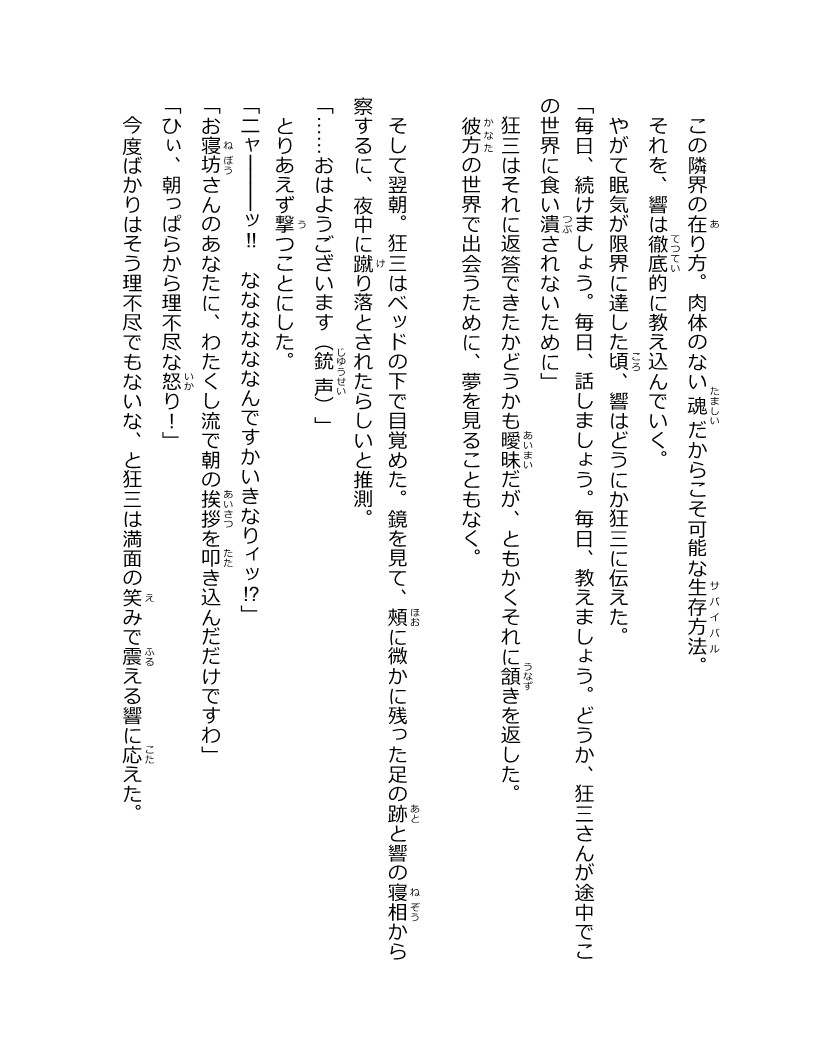 この隣界の在り方。肉体のない魂だからこそ可能な生存方法。
それを、響は徹底的に教え込んでいく。
やがて眠気が限界に達した頃、響はどうにか狂三に伝えた。
「毎日、続けましょう。毎日、話しましょう。毎日、教えましょう。どうか、狂三さんが途中でこ
の世界に食い潰されないために」
狂三はそれに返答できたかどうかも曖昧だが、ともかくそれに頷きを返した。
彼方の世界で出会うために、夢を見ることもなく。
そして翌朝。狂三はベッドの下で目覚めた。鏡を見て、頰に微かに残った足の跡と響の寝相から
察するに、夜中に蹴り落とされたらしいと推測。
「……おはようございます（銃声）」
とりあえず撃つことにした。
「ニャ━━━ッ!!　なななななんですかいきなりィッ!?」
「お寝坊さんのあなたに、わたくし流で朝の挨拶を叩き込んだだけですわ」
「ひぃ、朝っぱらから理不尽な怒り！」
今度ばかりはそう理不尽でもないな、と狂三は満面の笑みで震える響に応えた。